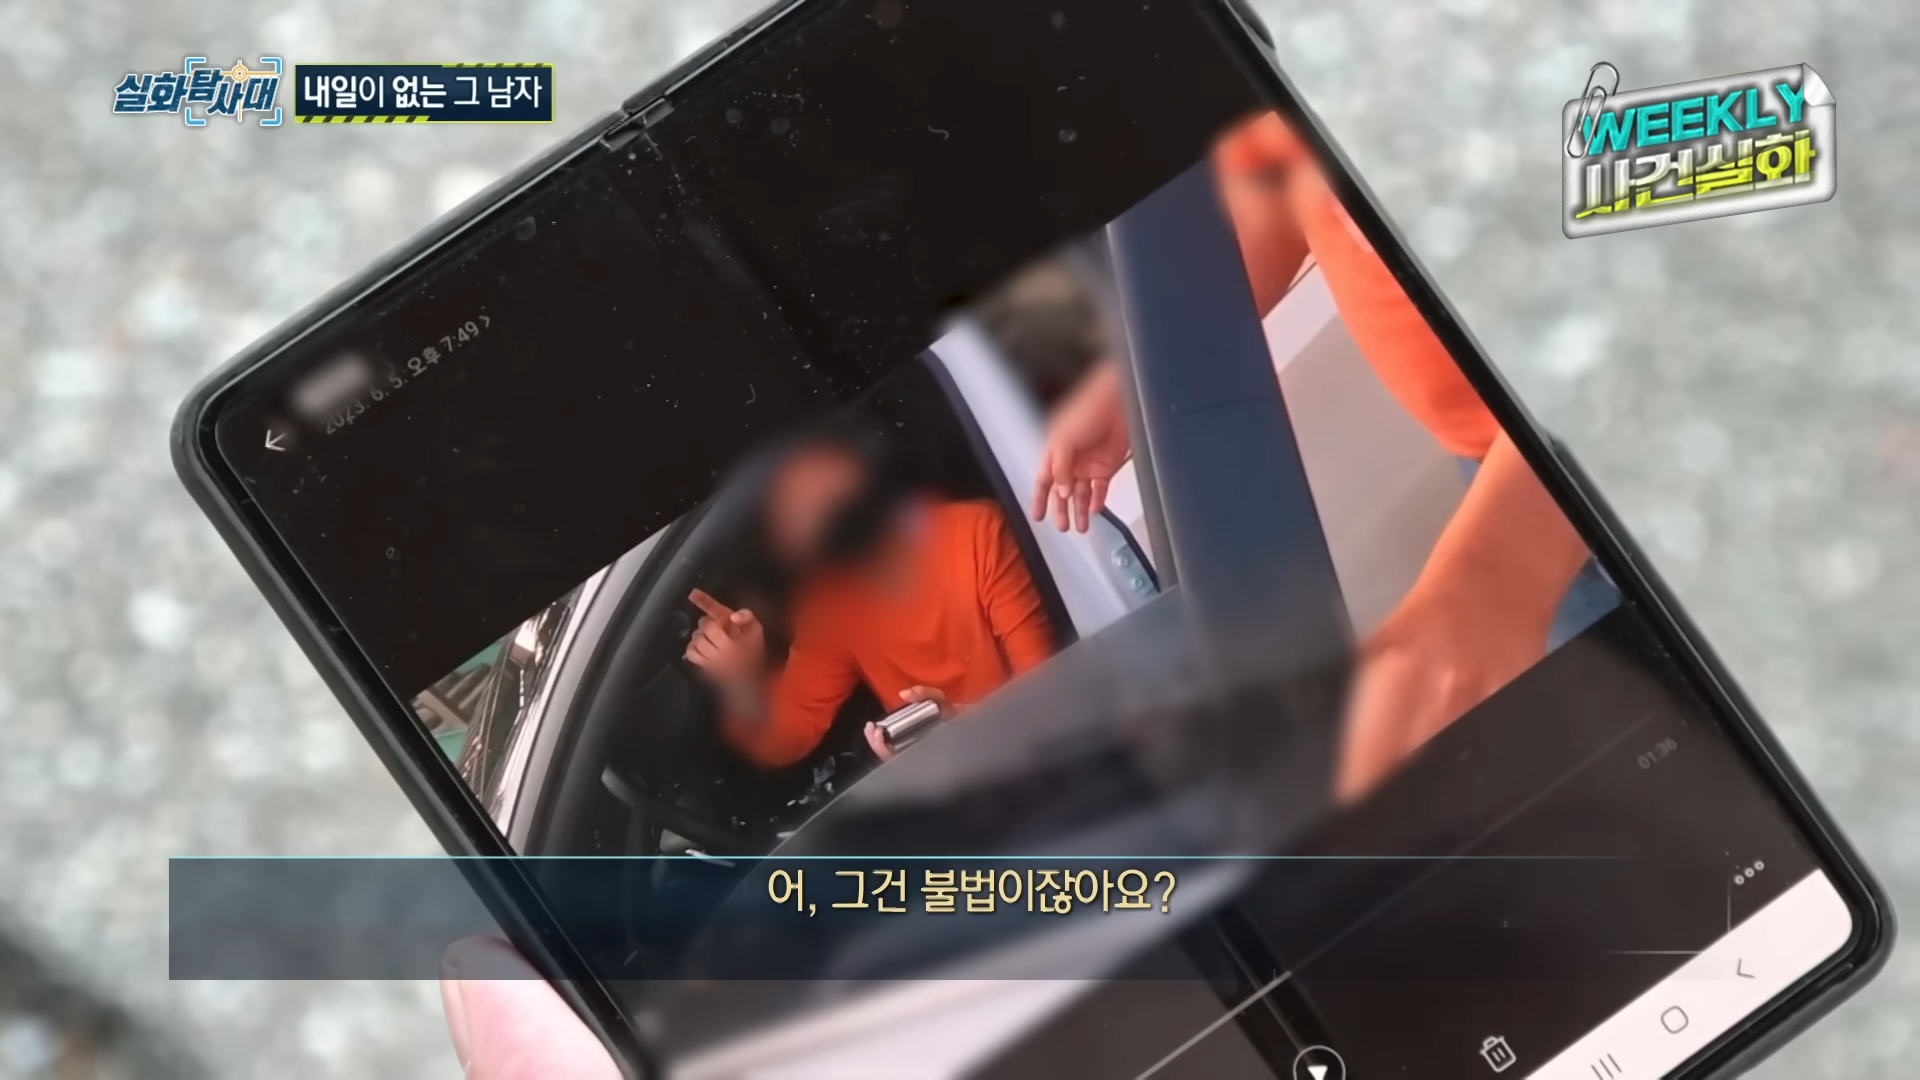 실화탐사대
내일이 없는 그 남자
WEEKLY
사건실화
2023. 6. 5. 오후 7:49
01:36
어, 그건 불법이잖아요?